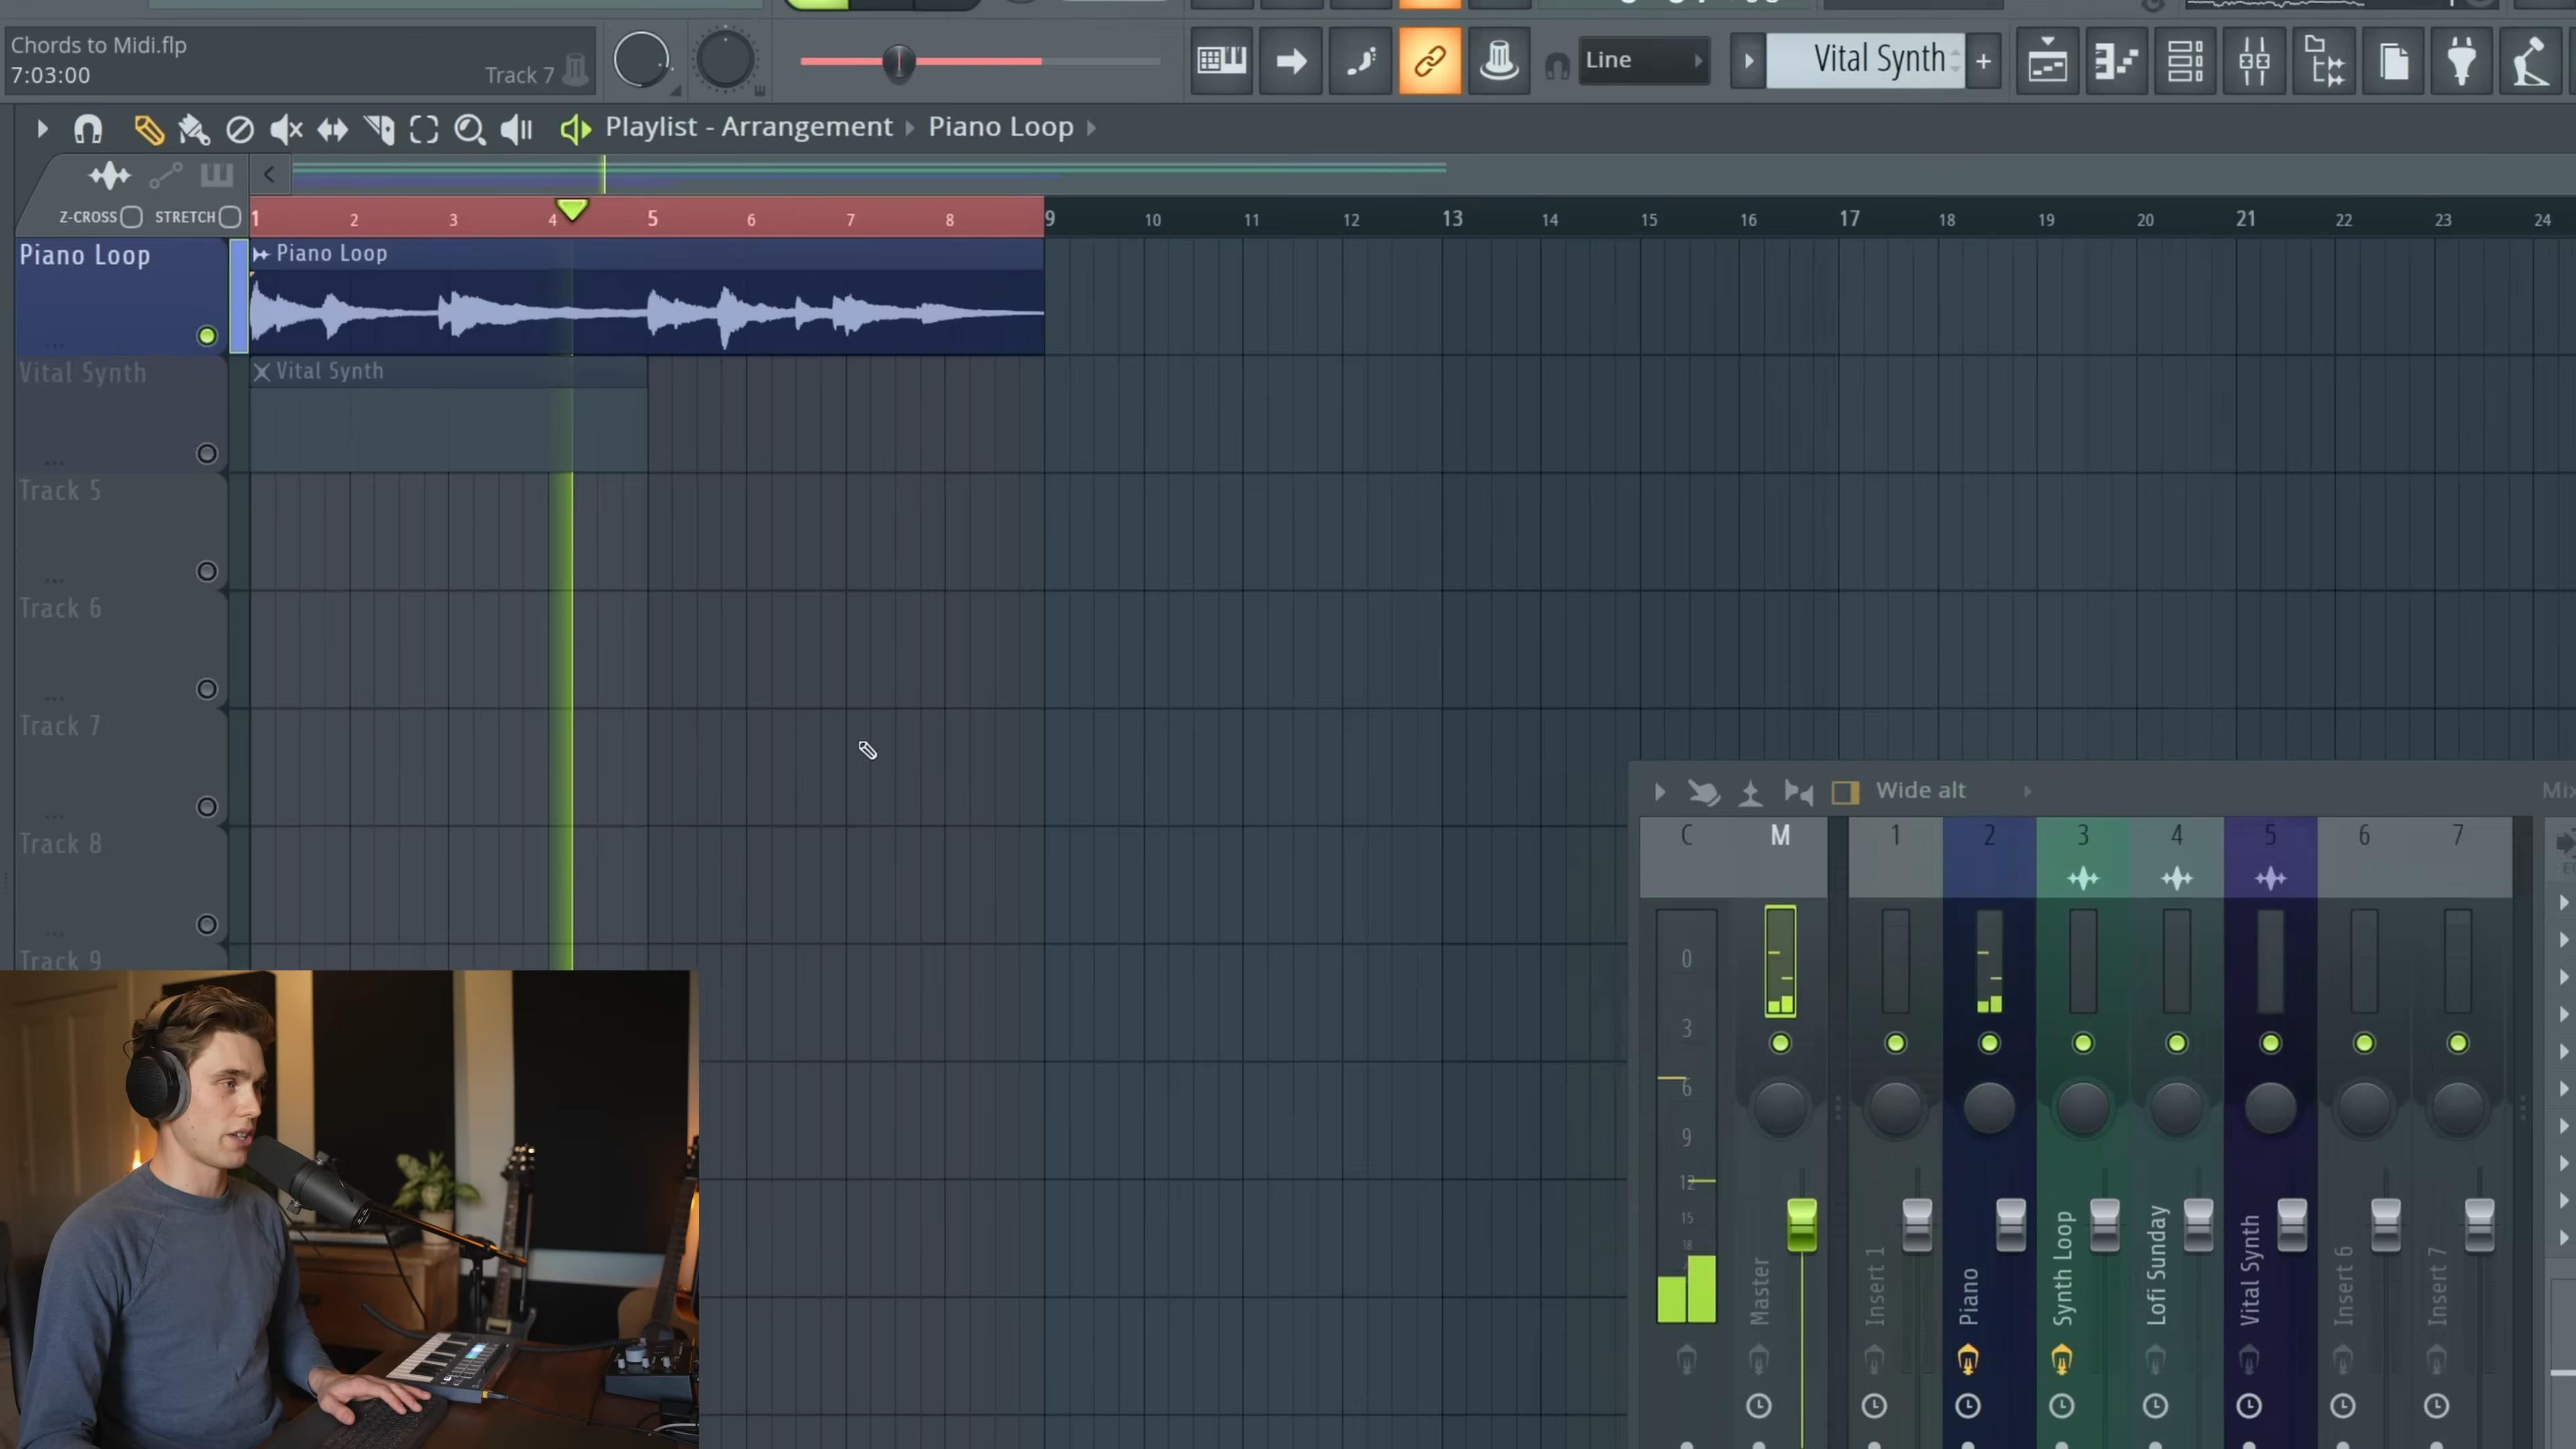 Chords to Midi.flp
7:03:00
Track 7
Line
Vital Synth
Playlist - Arrangement
Piano Loop
Z-CROSS
STRETCH
1 2 3 4 5 6 7 8 9 10 11 12 13 14 15 16 17 18 19 20 21 22 23 24
Piano Loop
Piano Loop
Vital Synth
Vital Synth
Track 5
Track 6
Track 7
Track 8
Track 9
Wide alt
C M 1 2 3 4 5 6 7
0
3
6
9
12
15
18
Master
Insert 1
Piano
Synth Loop
Lofi Sunday
Vital Synth
Insert 6
Insert 7